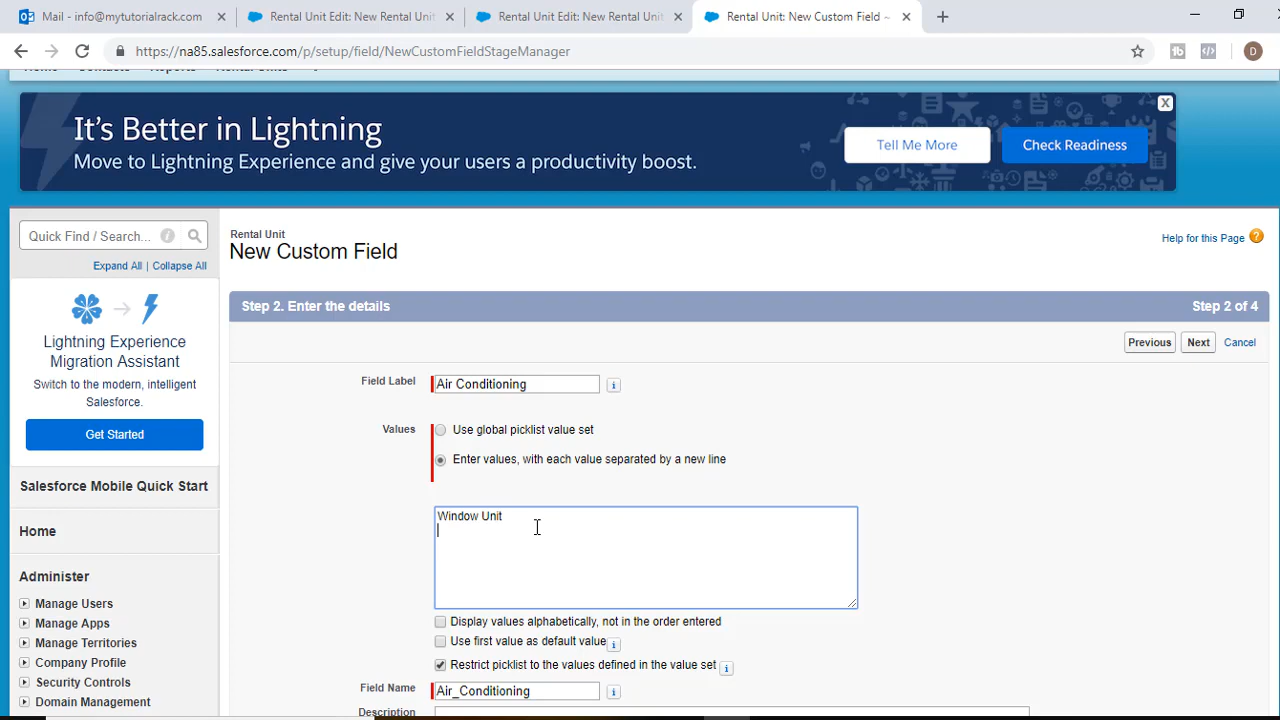 Mail - info@mytutorialrack.com
Rental Unit Edit: New Rental Unit
Rental Unit Edit: New Rental Unit
Rental Unit: New Custom Field ~
https://na85.salesforce.com/p/setup/field/NewCustomFieldStageManager
D
Home Contacts Reports Rental Units +
It's Better in Lightning
Move to Lightning Experience and give your users a productivity boost.
Tell Me More
Check Readiness
X
Quick Find / Search...
Expand All | Collapse All
Lightning Experience
Migration Assistant
Switch to the modern, intelligent
Salesforce.
Get Started
Salesforce Mobile Quick Start
Home
Administer
Manage Users
Manage Apps
Manage Territories
Company Profile
Security Controls
Domain Management
Rental Unit
New Custom Field
Help for this Page
Step 2. Enter the details
Step 2 of 4
Previous
Next
Cancel
Field Label
Air Conditioning
Values
Use global picklist value set
Enter values, with each value separated by a new line
Window Unit
Display values alphabetically, not in the order entered
Use first value as default value
Restrict picklist to the values defined in the value set
Field Name
Air_Conditioning
Description